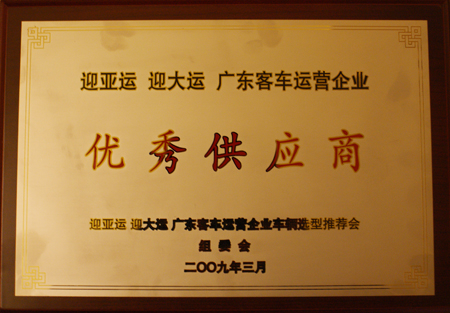 迎亚运 迎大运 广东客车运营企业
优秀供应商
迎亚运 迎大运 广东客车运营企业车辆选型推荐会
组委会
二〇〇九年三月